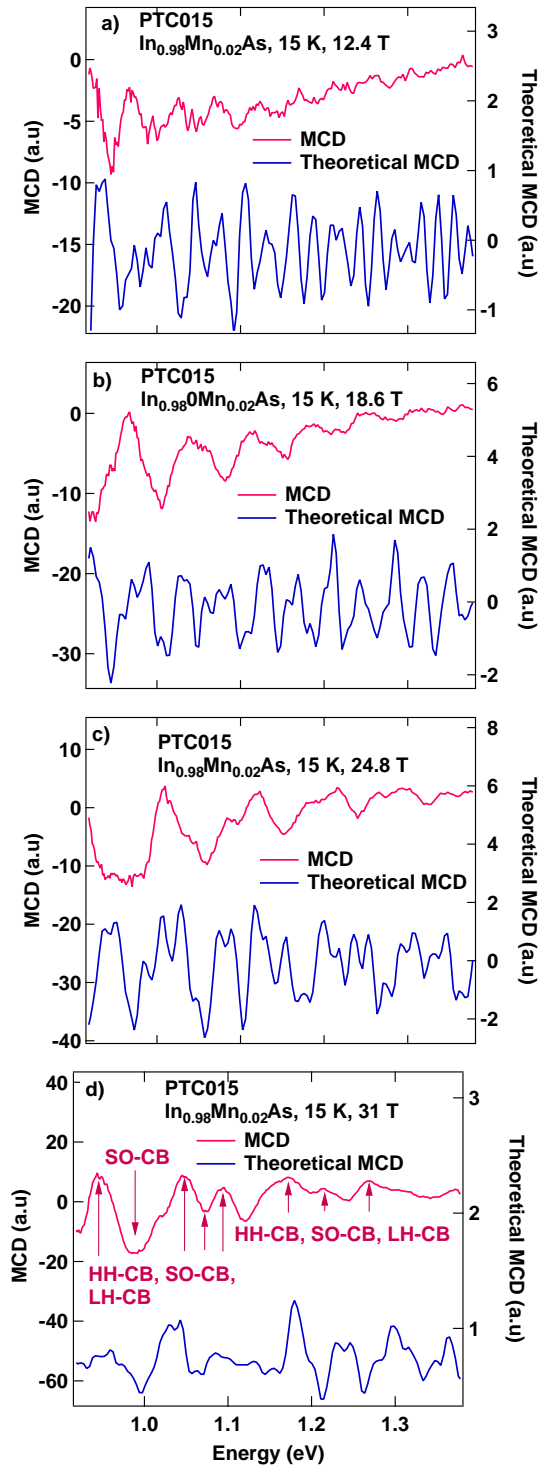 a) PTC015
In₀.₉₈Mn₀.₀₂As, 15 K, 12.4 T
MCD
Theoretical MCD
MCD (a.u)
0
-5
-10
-15
-20
Theoretical MCD (a.u)
3
2
1
0
-1
b) PTC015
In₀.₉₈0Mn₀.₀₂As, 15 K, 18.6 T
MCD
Theoretical MCD
MCD (a.u)
0
-10
-20
-30
Theoretical MCD (a.u)
6
4
2
0
-2
c) PTC015
In₀.₉₈Mn₀.₀₂As, 15 K, 24.8 T
MCD
Theoretical MCD
MCD (a.u)
10
0
-10
-20
-30
-40
Theoretical MCD (a.u)
8
6
4
2
0
-2
d) PTC015
In₀.₉₈Mn₀.₀₂As, 15 K, 31 T
MCD
Theoretical MCD
SO-CB
HH-CB, SO-CB,
LH-CB
HH-CB, SO-CB, LH-CB
MCD (a.u)
40
20
0
-20
-40
-60
Theoretical MCD (a.u)
3
2
1
1.0 1.1 1.2 1.3
Energy (eV)